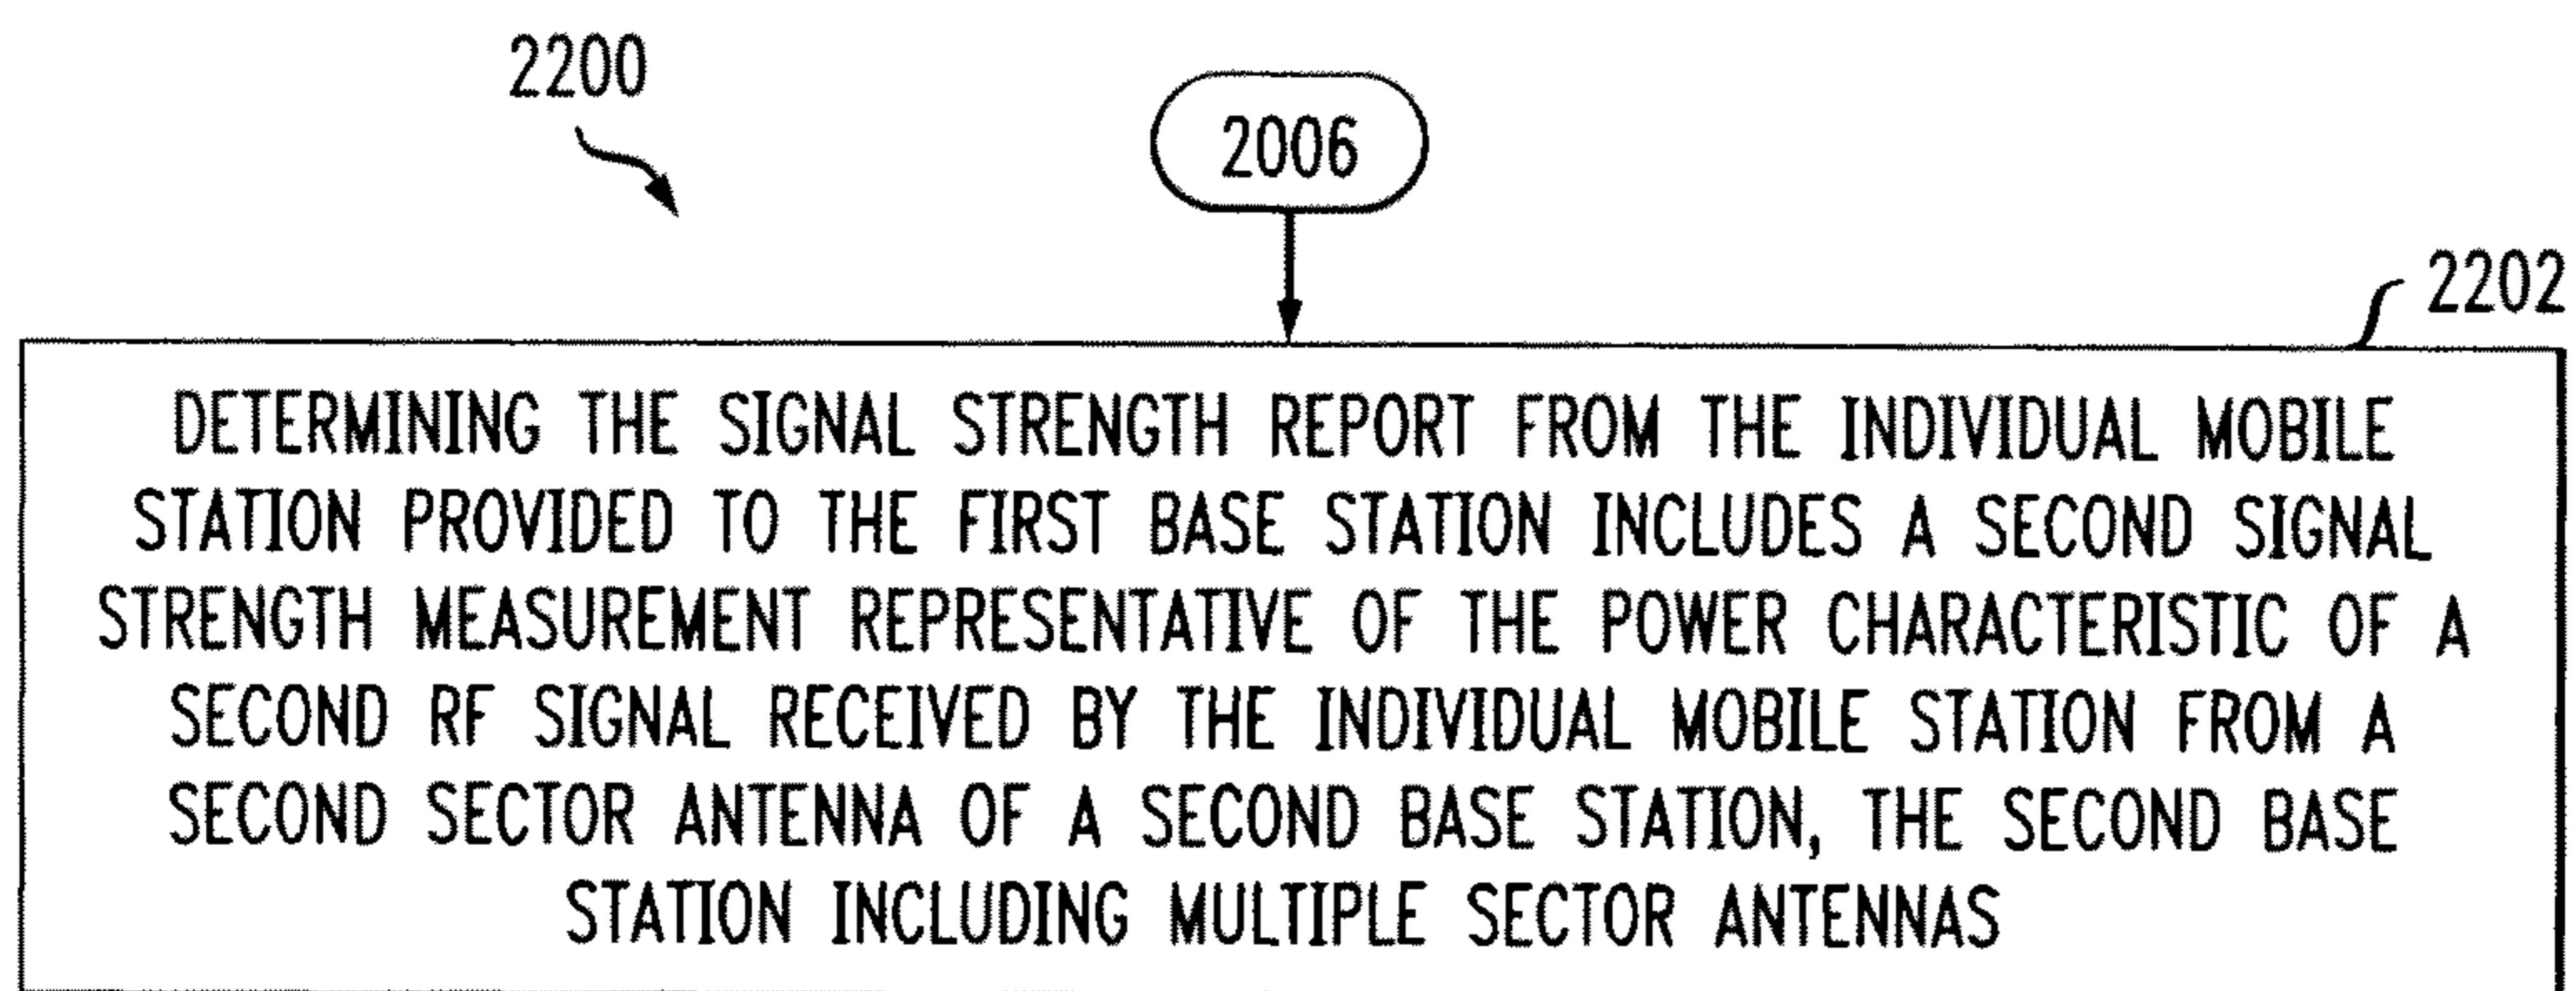 2200
2006
2202
DETERMINING THE SIGNAL STRENGTH REPORT FROM THE INDIVIDUAL MOBILE
STATION PROVIDED TO THE FIRST BASE STATION INCLUDES A SECOND SIGNAL
STRENGTH MEASUREMENT REPRESENTATIVE OF THE POWER CHARACTERISTIC OF A
SECOND RF SIGNAL RECEIVED BY THE INDIVIDUAL MOBILE STATION FROM A
SECOND SECTOR ANTENNA OF A SECOND BASE STATION, THE SECOND BASE
STATION INCLUDING MULTIPLE SECTOR ANTENNAS